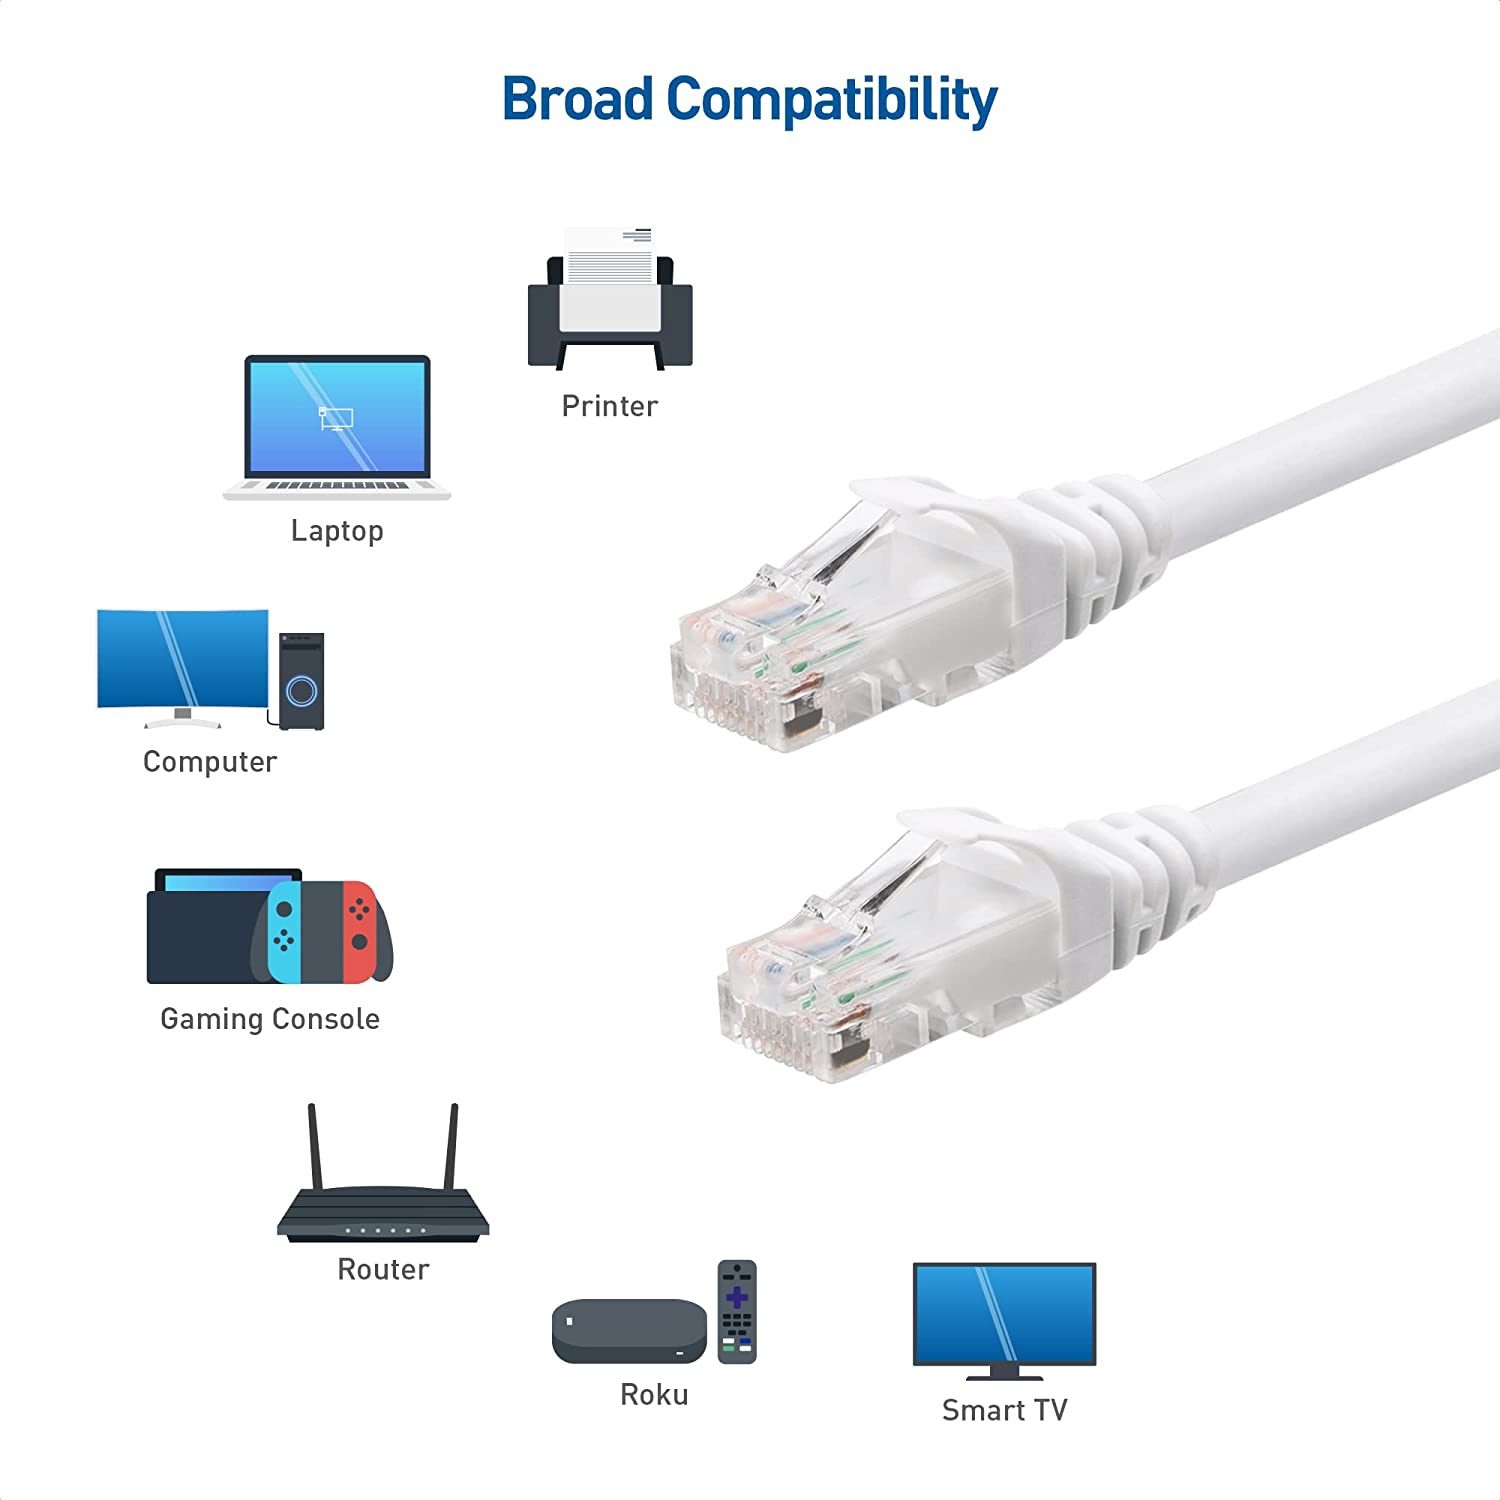 Broad Compatibility
Printer
Laptop
Computer
Gaming Console
Router
Roku
Smart TV